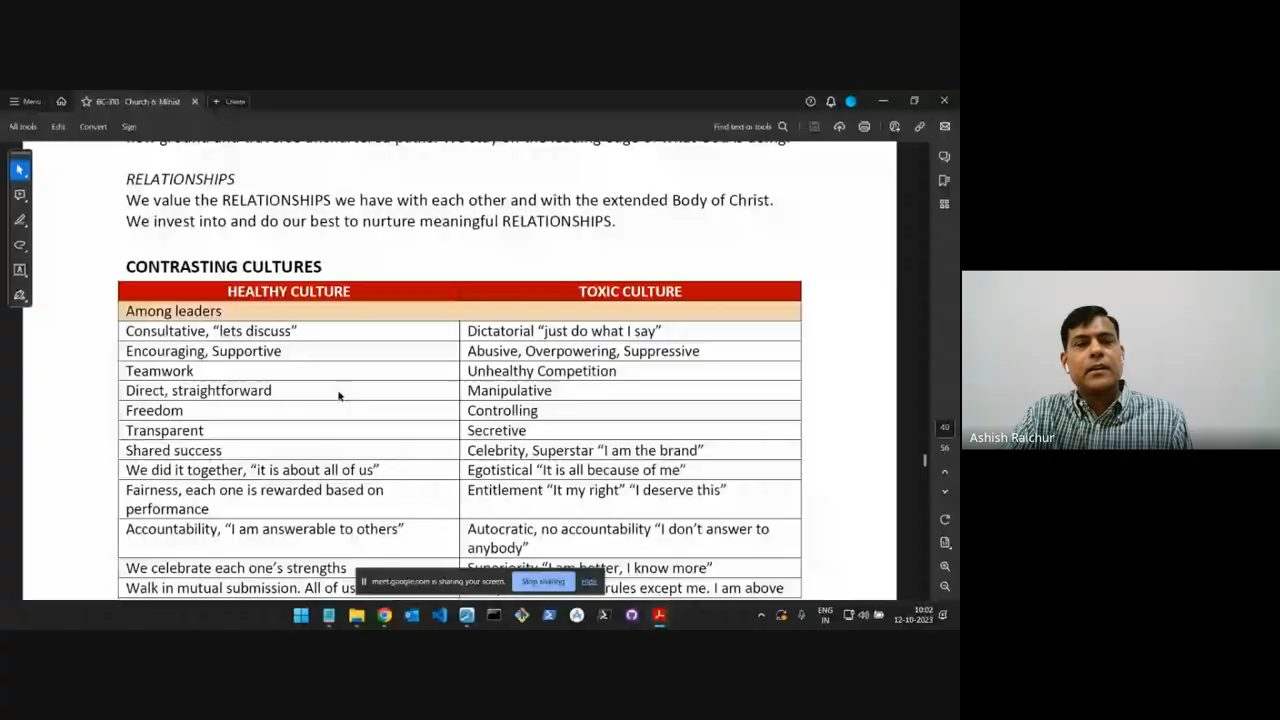 Menu
BC-310 Church & Minist
Create
All tools Edit Convert Sign
Find text or tools
RELATIONSHIPS
We value the RELATIONSHIPS we have with each other and with the extended Body of Christ.
We invest into and do our best to nurture meaningful RELATIONSHIPS.
CONTRASTING CULTURES
HEALTHY CULTURE TOXIC CULTURE
Among leaders
Consultative, “lets discuss” Dictatorial “just do what I say”
Encouraging, Supportive Abusive, Overpowering, Suppressive
Teamwork Unhealthy Competition
Direct, straightforward Manipulative
Freedom Controlling
Transparent Secretive
Shared success Celebrity, Superstar “I am the brand”
We did it together, “it is about all of us” Egotistical “It is all because of me”
Fairness, each one is rewarded based on Entitlement “It my right” “I deserve this”
performance
Accountability, “I am answerable to others” Autocratic, no accountability “I don’t answer to
anybody”
We celebrate each one’s strengths Superiority “I am better, I know more”
Walk in mutual submission. All of us rules except me. I am above
meet.google.com is sharing your screen. Stop sharing Hide
40
56
ENG
IN
10:02
12-10-2023
Ashish Raichur